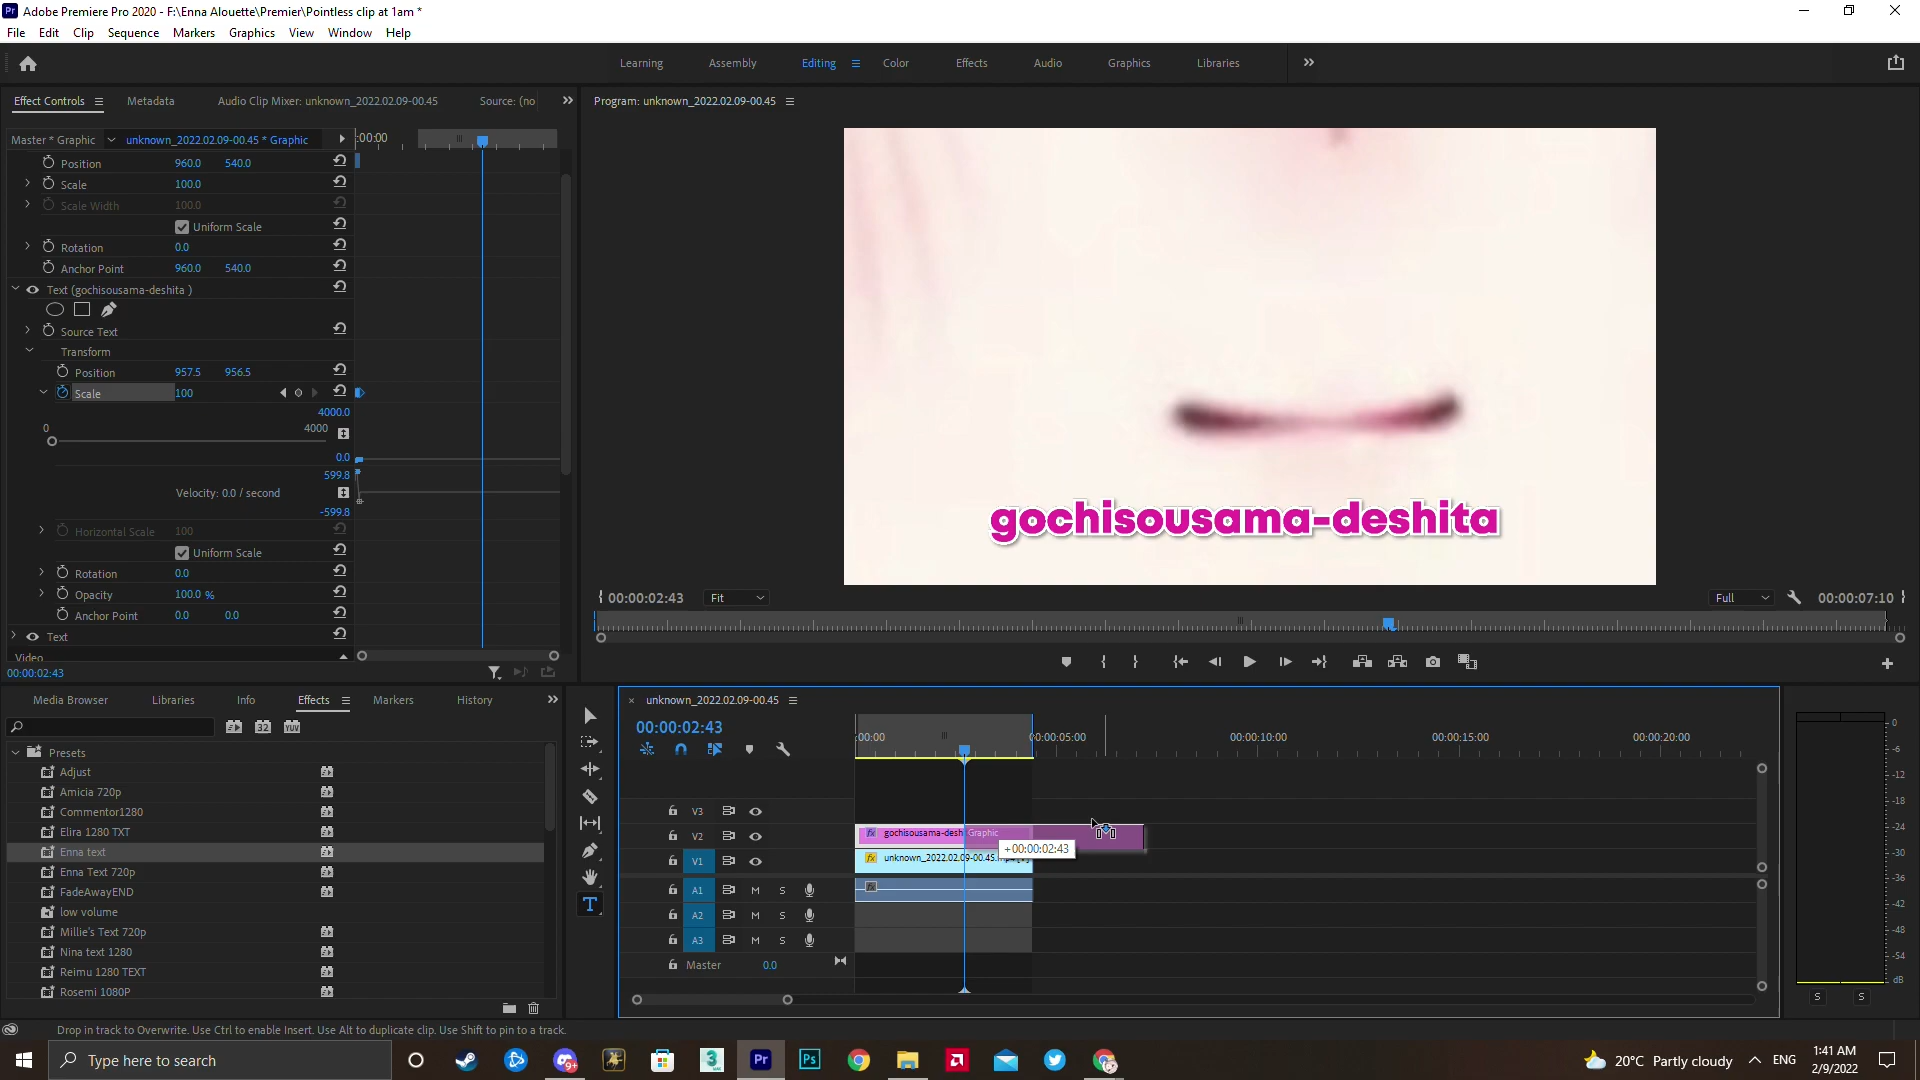 Adobe Premiere Pro 2020 - F:\Enna Alouette\Premier\Pointless clip at 1am *
File Edit Clip Sequence Markers Graphics View Window Help
Learning Assembly Editing Color Effects Audio Graphics Libraries
Effect Controls Metadata Audio Clip Mixer: unknown_2022.02.09-00.45 Source: (no
Program: unknown_2022.02.09-00.45
Master * Graphic unknown_2022.02.09-00.45 * Graphic :00:00
Position 960.0 540.0
Scale 100.0
Scale Width 100.0
Uniform Scale
Rotation 0.0
Anchor Point 960.0 540.0
Text (gochisousama-deshita )
Source Text
Transform
Position 957.5 956.5
Scale 100
4000.0
0 4000
0.0
599.8
Velocity: 0.0 / second
-599.8
Horizontal Scale 100
Uniform Scale
Rotation 0.0
Opacity 100.0 %
Anchor Point 0.0 0.0
Text
Video
00:00:02:43
gochisousama-deshita
00:00:02:43 Fit Full 00:00:07:10
Media Browser Libraries Info Effects Markers History
Presets
Adjust
Amicia 720p
Commentor1280
Elira 1280 TXT
Enna text
Enna Text 720p
FadeAwayEND
low volume
Millie's Text 720p
Nina text 1280
Reimu 1280 TEXT
Rosemi 1080P
32 YUV
unknown_2022.02.09-00.45
00:00:02:43
:00:00 00:00:05:00 00:00:10:00 00:00:15:00 00:00:20:00
V3
V2 fx gochisousama-desh Graphic
+00:00:02:43
V1 fx unknown_2022.02.09-00.45.mp4 [V]
A1 M S fx
A2 M S
A3 M S
Master 0.0
0
-6
-12
-18
-24
-30
-36
-42
-48
-54
dB
S S
Drop in track to Overwrite. Use Ctrl to enable Insert. Use Alt to duplicate clip. Use Shift to pin to a track.
Type here to search
9+
Pr
Ps
20°C Partly cloudy
ENG
1:41 AM
2/9/2022